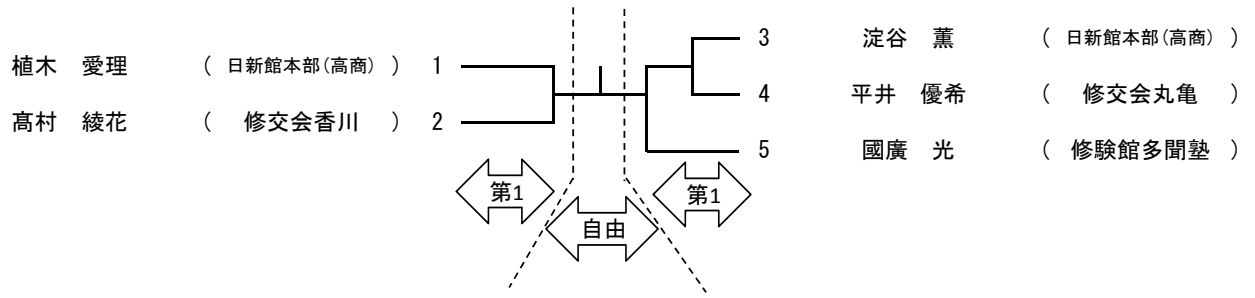 植木 愛理 ( 日新館本部(高商) ) 1
髙村 綾花 ( 修交会香川 ) 2
3 淀谷 薫 ( 日新館本部(高商) )
4 平井 優希 ( 修交会丸亀 )
5 國廣 光 ( 修験館多聞塾 )
第1
自由
第1